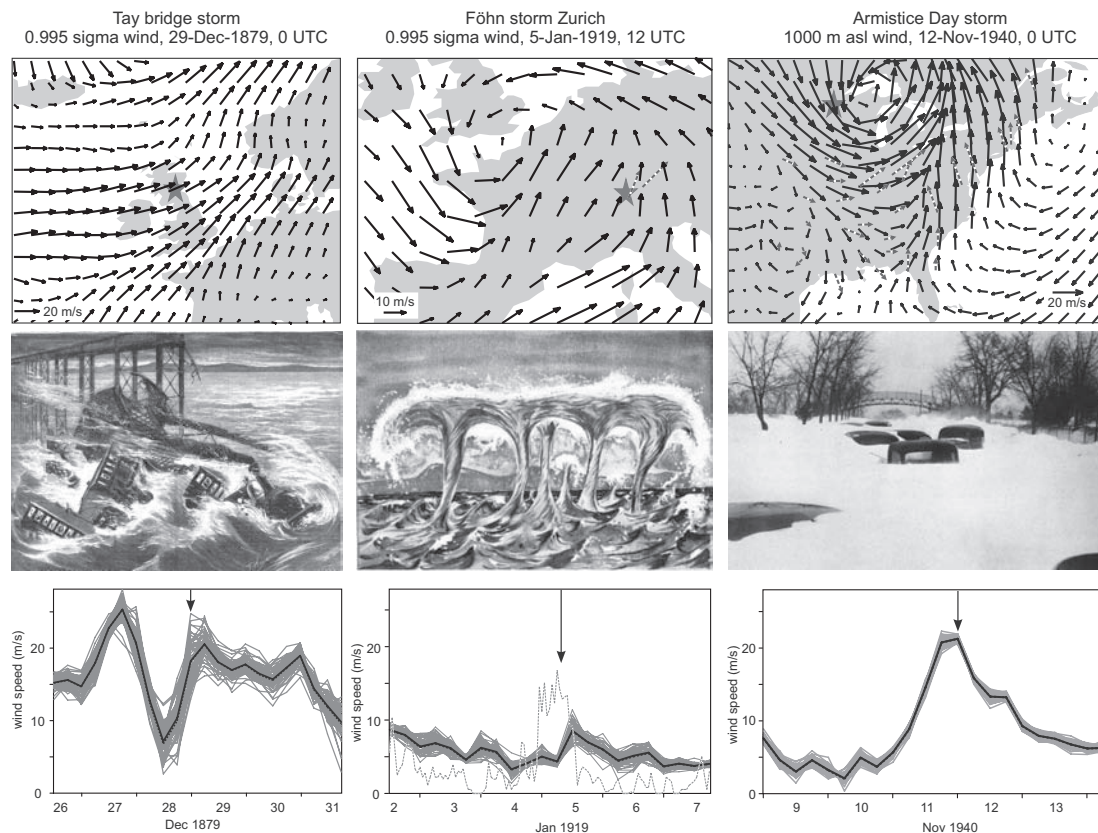 Tay bridge storm
0.995 sigma wind, 29-Dec-1879, 0 UTC
Föhn storm Zurich
0.995 sigma wind, 5-Jan-1919, 12 UTC
Armistice Day storm
1000 m asl wind, 12-Nov-1940, 0 UTC
20 m/s
10 m/s
20 m/s
wind speed (m/s)
20
10
0
26 27 28 29 30 31
Dec 1879
wind speed (m/s)
20
10
0
2 3 4 5 6 7
Jan 1919
wind speed (m/s)
20
10
0
9 10 11 12 13
Nov 1940